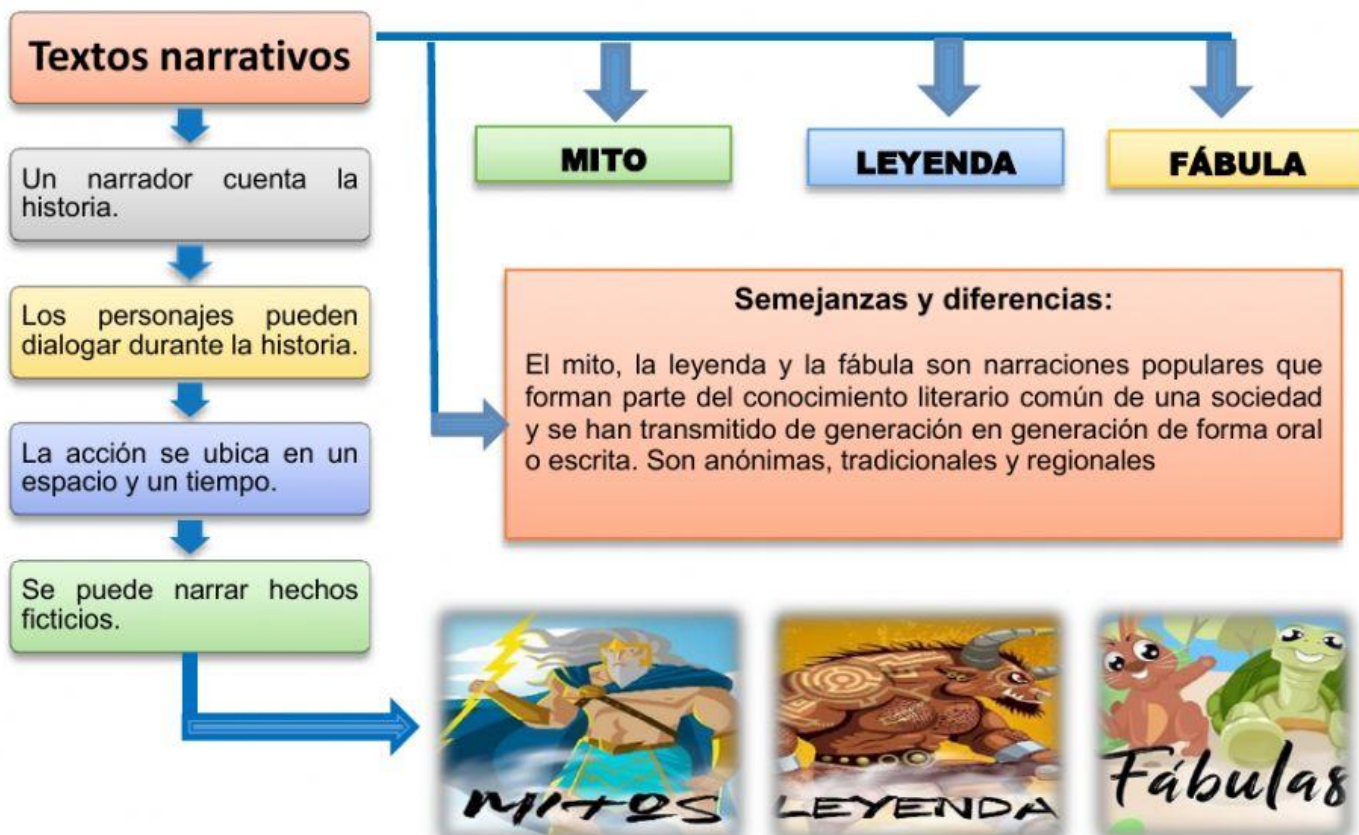 Textos narrativos
Un narrador cuenta la
historia.
Los personajes pueden
dialogar durante la historia.
La acción se ubica en un
espacio y un tiempo.
Se puede narrar hechos
ficticios.
MITO
LEYENDA
FÁBULA
Semejanzas y diferencias:
El mito, la leyenda y la fábula son narraciones populares que
forman parte del conocimiento literario común de una sociedad
y se han transmitido de generación en generación de forma oral
o escrita. Son anónimas, tradicionales y regionales
MITOS
LEYENDA
Fábulas